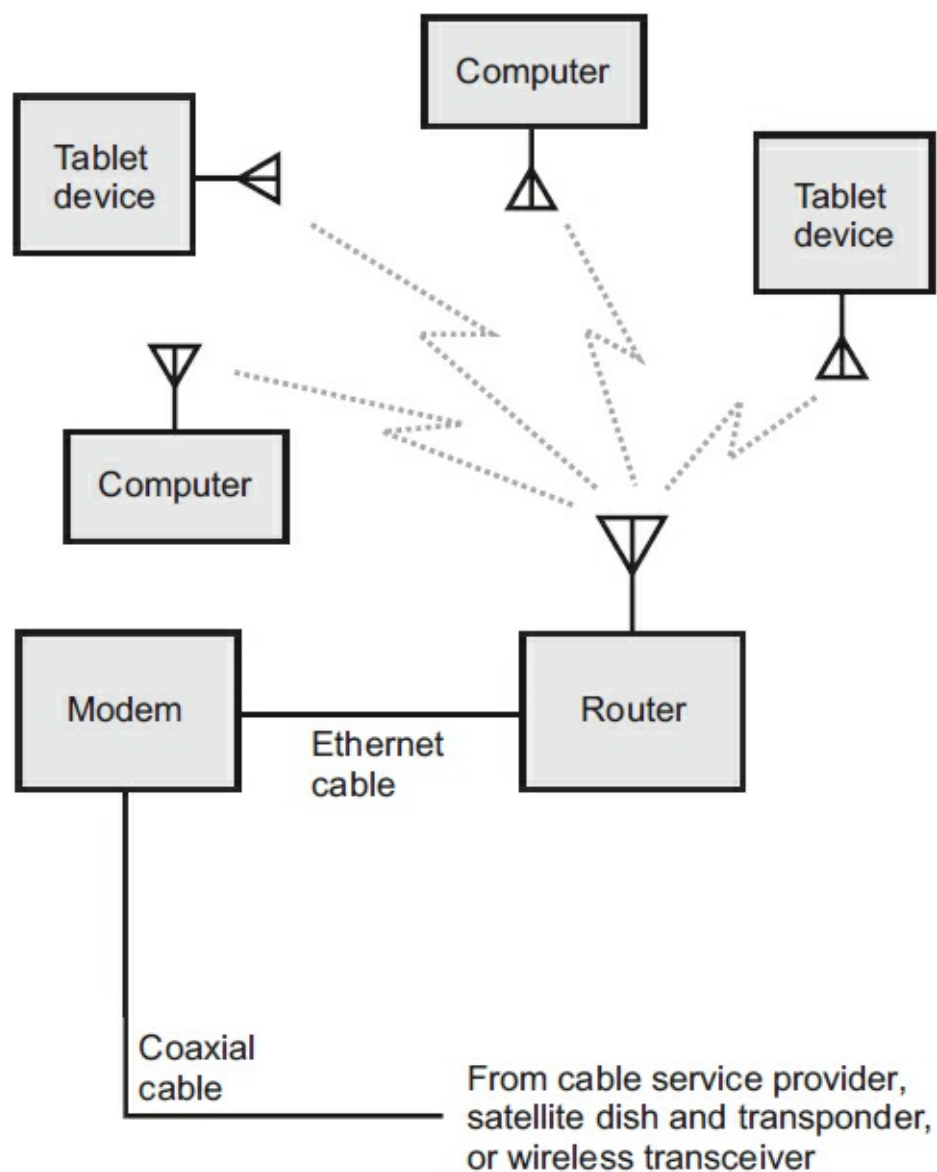 Computer
Tablet
device
Tablet
device
Computer
Modem
Router
Ethernet
cable
Coaxial
cable
From cable service provider,
satellite dish and transponder,
or wireless transceiver